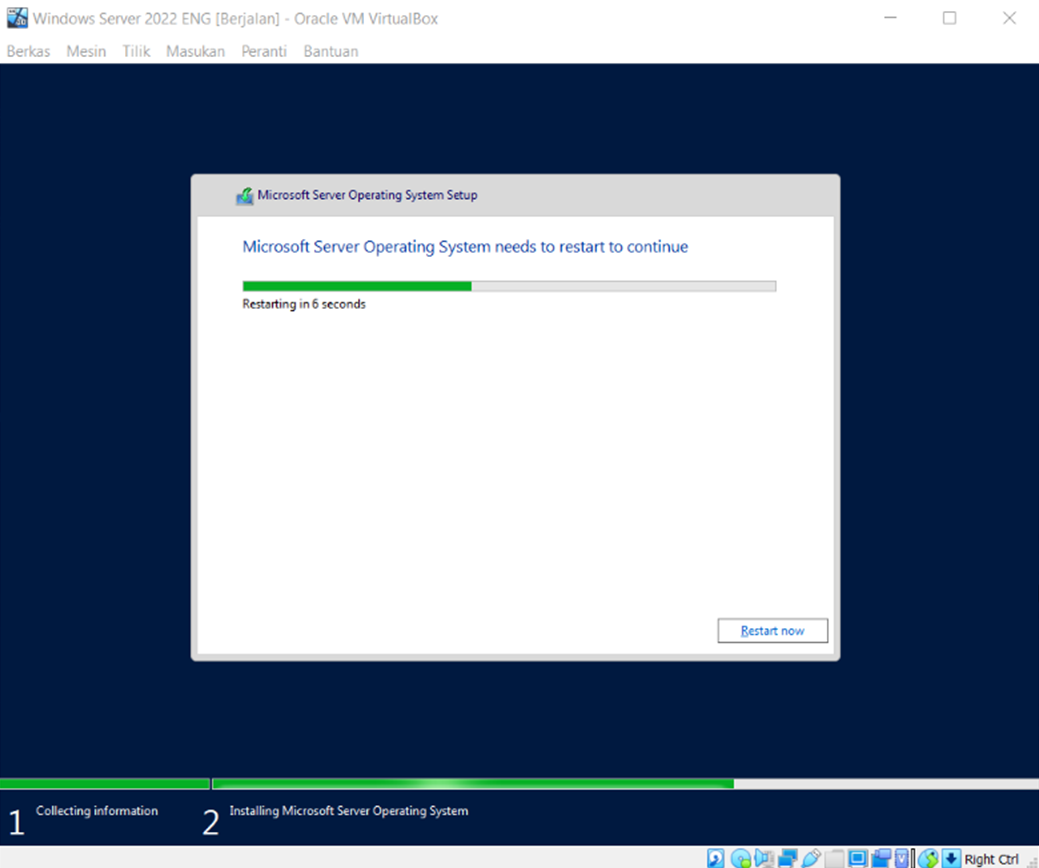 Windows Server 2022 ENG [Berjalan] - Oracle VM VirtualBox
Berkas Mesin Tilik Masukan Peranti Bantuan
Microsoft Server Operating System Setup
Microsoft Server Operating System needs to restart to continue
Restarting in 6 seconds
Restart now
1 Collecting information 2 Installing Microsoft Server Operating System
Right Ctrl